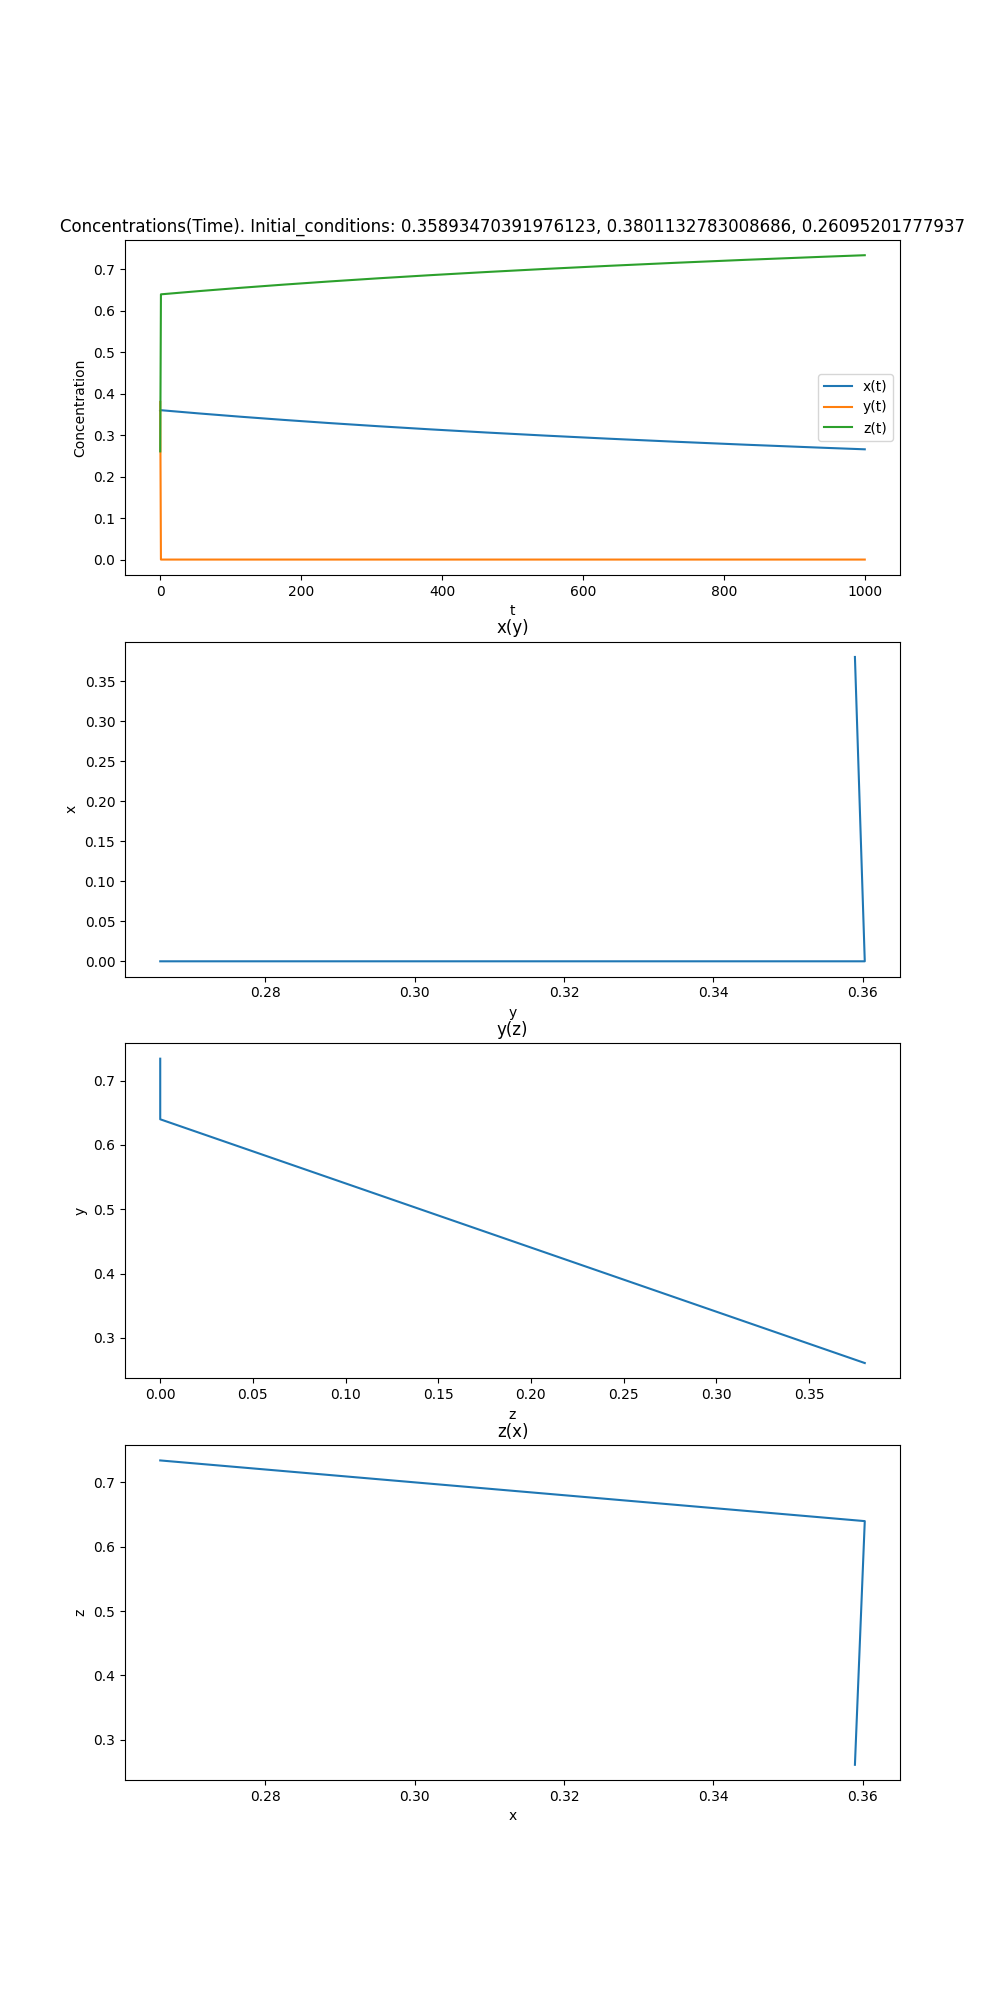 Concentrations(Time). Initial_conditions: 0.35893470391976123, 0.3801132783008686, 0.26095201777937
0.7
0.6
0.5
0.4
0.3
0.2
0.1
0.0
Concentration
x(t)
y(t)
z(t)
0 200 400 600 800 1000
t
x(y)
0.35
0.30
0.25
0.20
0.15
0.10
0.05
0.00
x
0.28 0.30 0.32 0.34 0.36
y
y(z)
0.7
0.6
0.5
0.4
0.3
y
0.00 0.05 0.10 0.15 0.20 0.25 0.30 0.35
z
z(x)
0.7
0.6
0.5
0.4
0.3
z
0.28 0.30 0.32 0.34 0.36
x